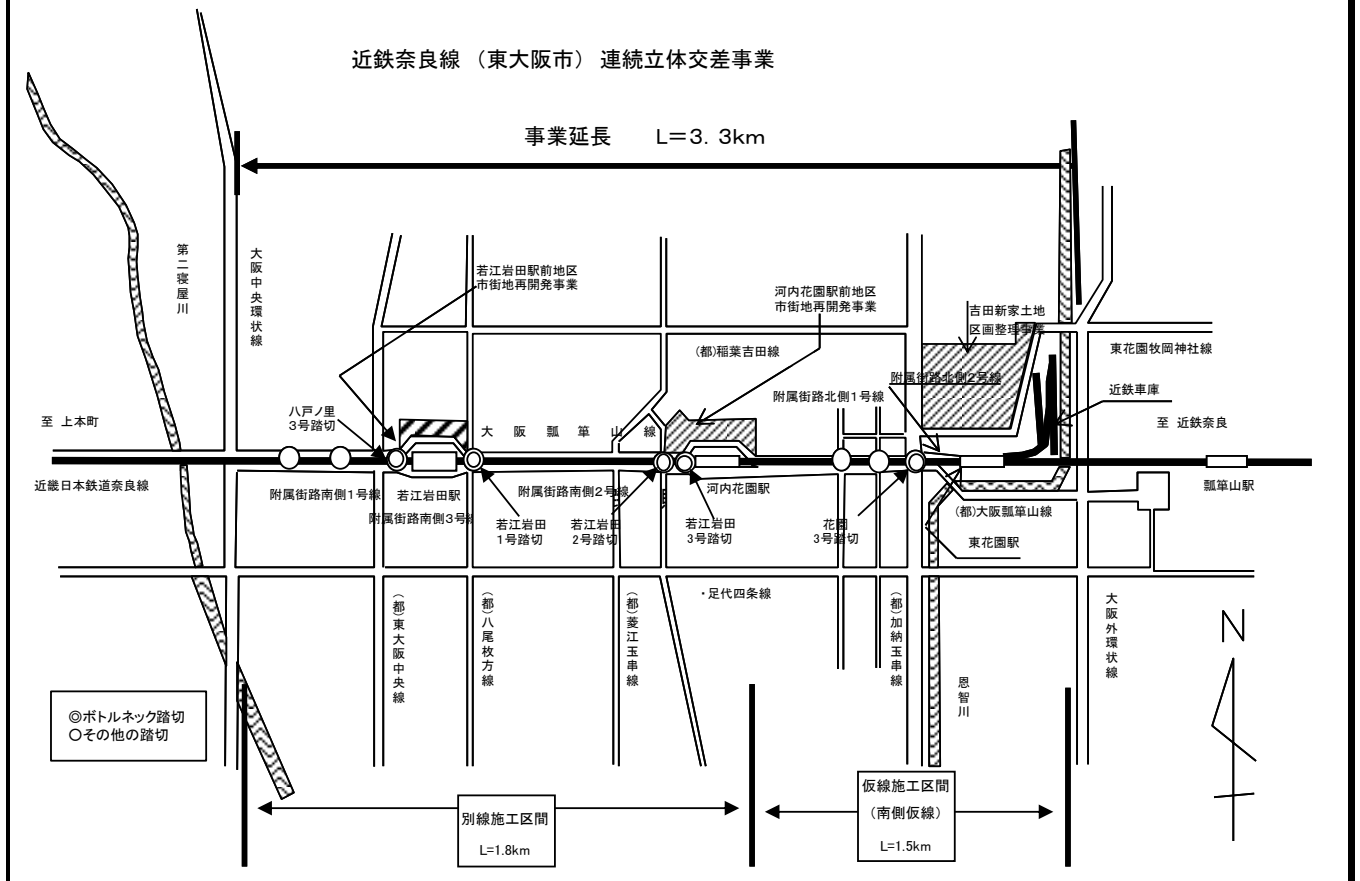 近鉄奈良線 （東大阪市） 連続立体交差事業
事業延長　　L＝3．3km
第二寝屋川
大阪中央環状線
若江岩田駅前地区
市街地再開発事業
河内花園駅前地区
市街地再開発事業
吉田新家土地
区画整理事業
(都)稲葉吉田線
東花園牧岡神社線
附属街路北側2号線
附属街路北側1号線
近鉄車庫
至 上本町
八戸ノ里
3号踏切
大 阪 瓢 箪 山 線
至 近鉄奈良
近畿日本鉄道奈良線
附属街路南側1号線
若江岩田駅
附属街路南側3号線
附属街路南側2号線
河内花園駅
瓢箪山駅
若江岩田
1号踏切
若江岩田
2号踏切
若江岩田
3号踏切
花園
3号踏切
(都)大阪瓢箪山線
東花園駅
・足代四条線
(都)東大阪中央線
(都)八尾枚方線
(都)菱江玉串線
(都)加納玉串線
恩智川
大阪外環状線
N
◎ボトルネック踏切
○その他の踏切
別線施工区間
L=1.8km
仮線施工区間
（南側仮線）
L=1.5km